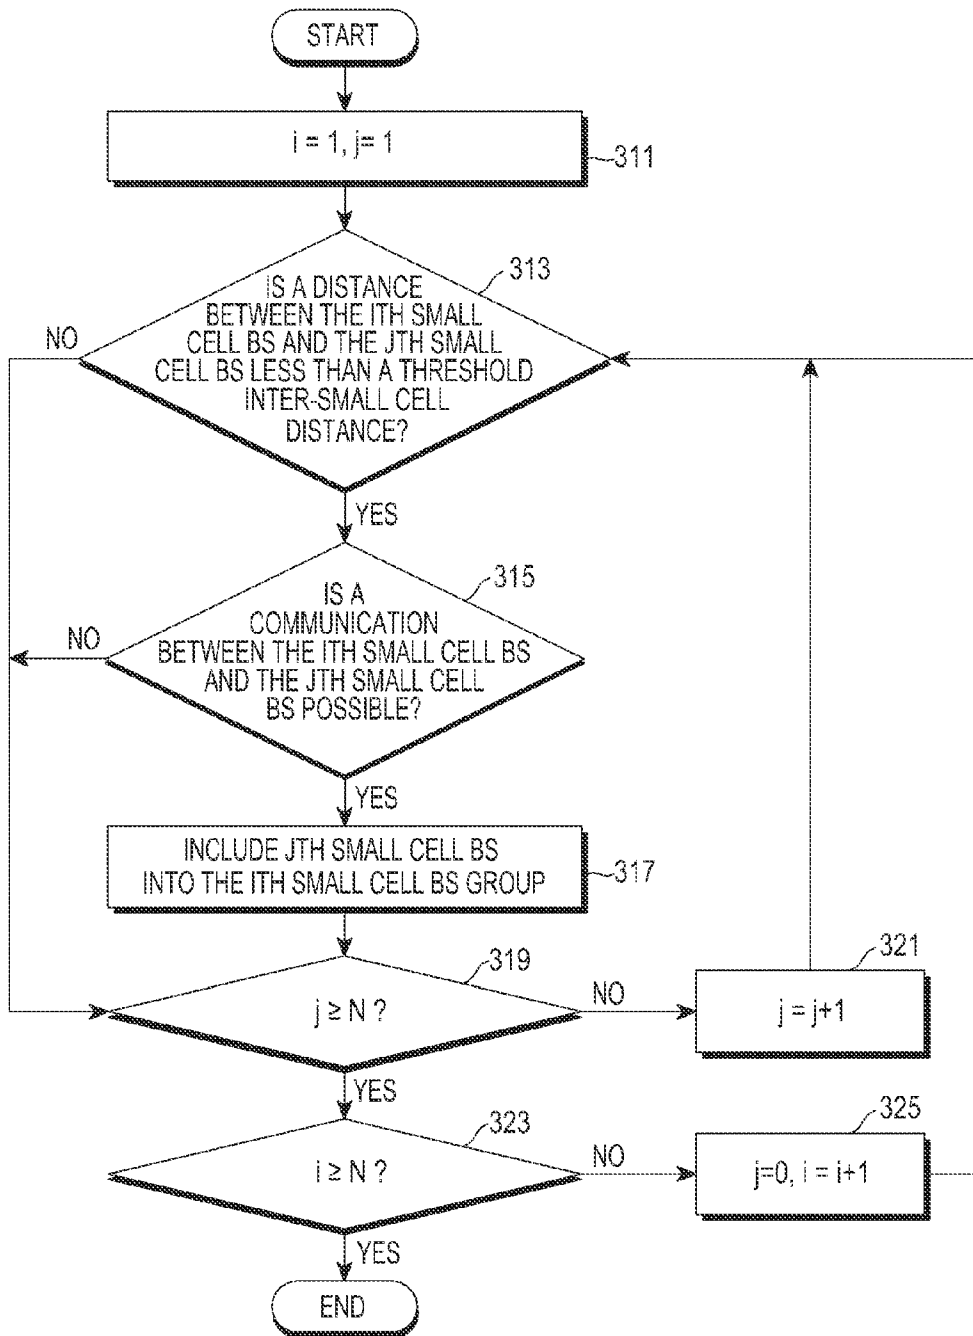 START
i = 1, j= 1
311
313
IS A DISTANCE
BETWEEN THE ITH SMALL
CELL BS AND THE JTH SMALL
CELL BS LESS THAN A THRESHOLD
INTER-SMALL CELL
DISTANCE?
NO
YES
315
IS A
COMMUNICATION
BETWEEN THE ITH SMALL CELL BS
AND THE JTH SMALL CELL
BS POSSIBLE?
NO
YES
INCLUDE JTH SMALL CELL BS
INTO THE ITH SMALL CELL BS GROUP
317
319
j ≥ N ?
NO
321
j = j+1
YES
323
i ≥ N ?
NO
325
j=0, i = i+1
YES
END